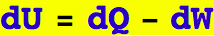 dU = dQ - dW